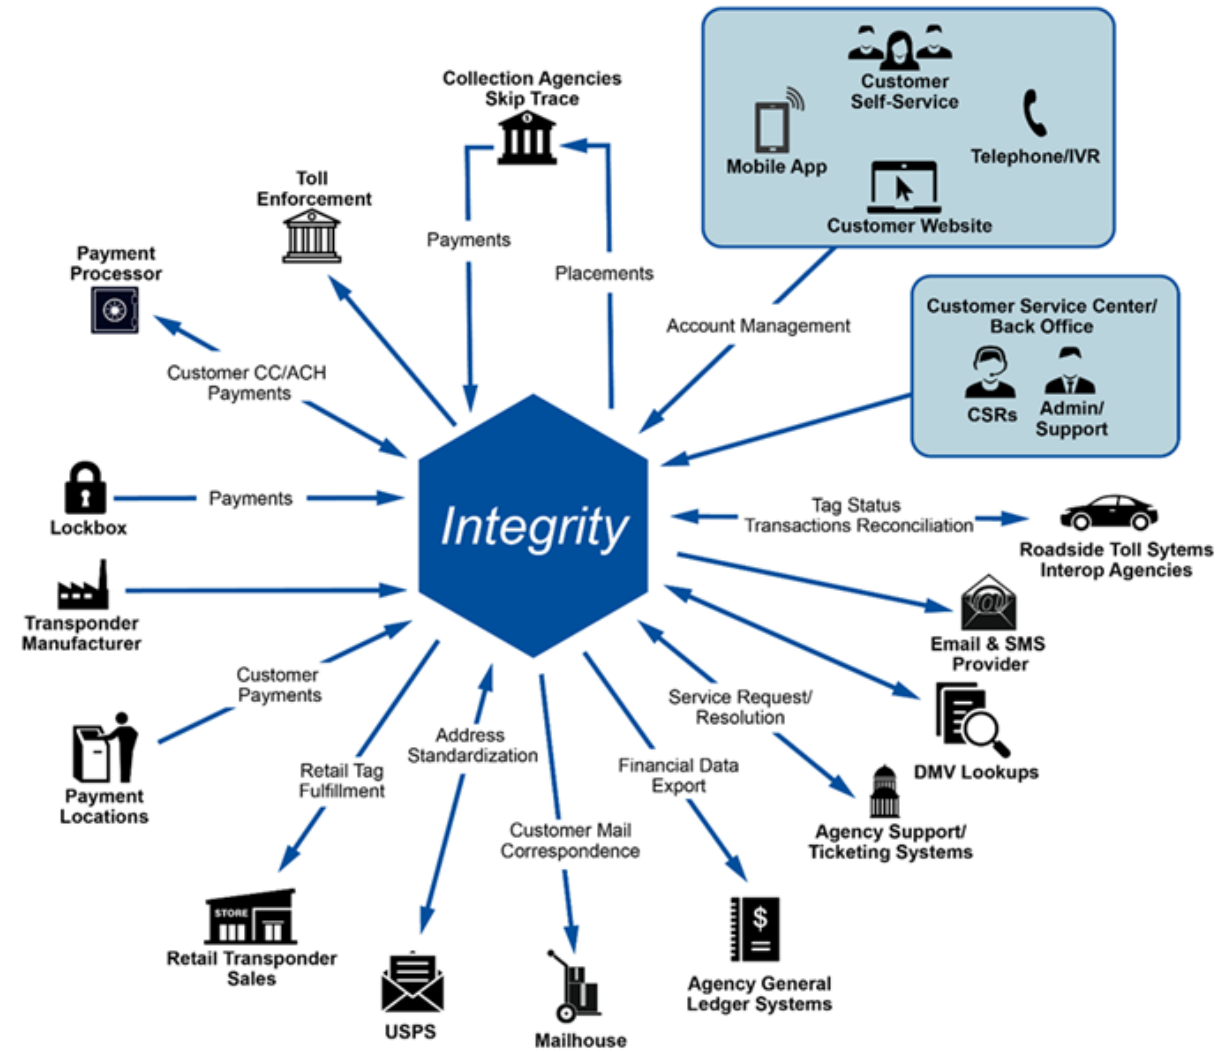 Collection Agencies
Skip Trace
Customer
Self-Service
Mobile App
Telephone/IVR
Customer Website
Toll
Enforcement
Payments
Placements
Payment
Processor
Account Management
Customer Service Center/
Back Office
CSRs
Admin/
Support
Customer CC/ACH
Payments
Lockbox
Payments
Integrity
Tag Status
Transactions Reconciliation
Roadside Toll Sytems
Interop Agencies
Transponder
Manufacturer
@
Email & SMS
Provider
Customer
Payments
Service Request/
Resolution
DMV Lookups
Payment
Locations
Retail Tag
Fulfillment
Address
Standardization
Financial Data
Export
Agency Support/
Ticketing Systems
Customer Mail
Correspondence
STORE
Retail Transponder
Sales
USPS
Mailhouse
$
Agency General
Ledger Systems